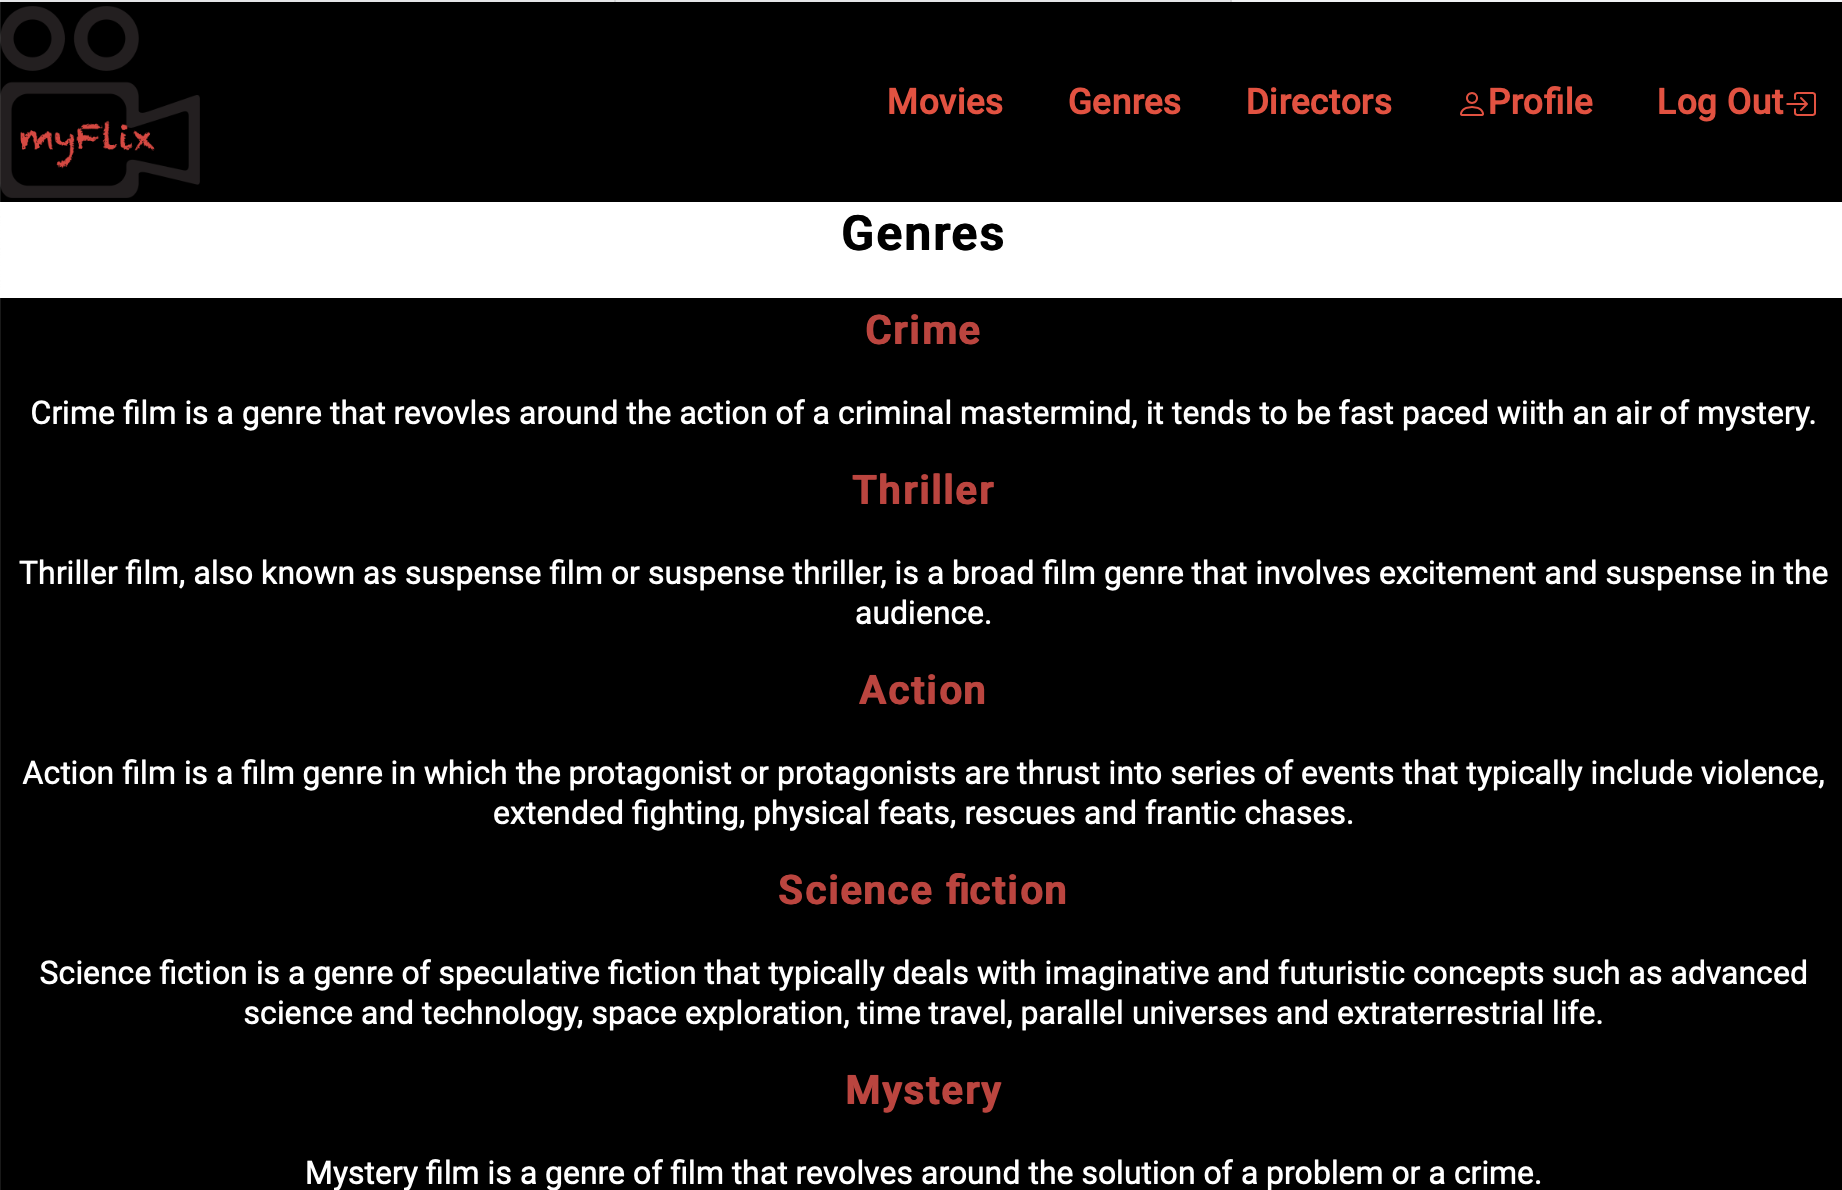 myFlix
Movies Genres Directors Profile Log Out
Genres
Crime
Crime film is a genre that revovles around the action of a criminal mastermind, it tends to be fast paced wiith an air of mystery.
Thriller
Thriller film, also known as suspense film or suspense thriller, is a broad film genre that involves excitement and suspense in the
audience.
Action
Action film is a film genre in which the protagonist or protagonists are thrust into series of events that typically include violence,
extended fighting, physical feats, rescues and frantic chases.
Science fiction
Science fiction is a genre of speculative fiction that typically deals with imaginative and futuristic concepts such as advanced
science and technology, space exploration, time travel, parallel universes and extraterrestrial life.
Mystery
Mystery film is a genre of film that revolves around the solution of a problem or a crime.